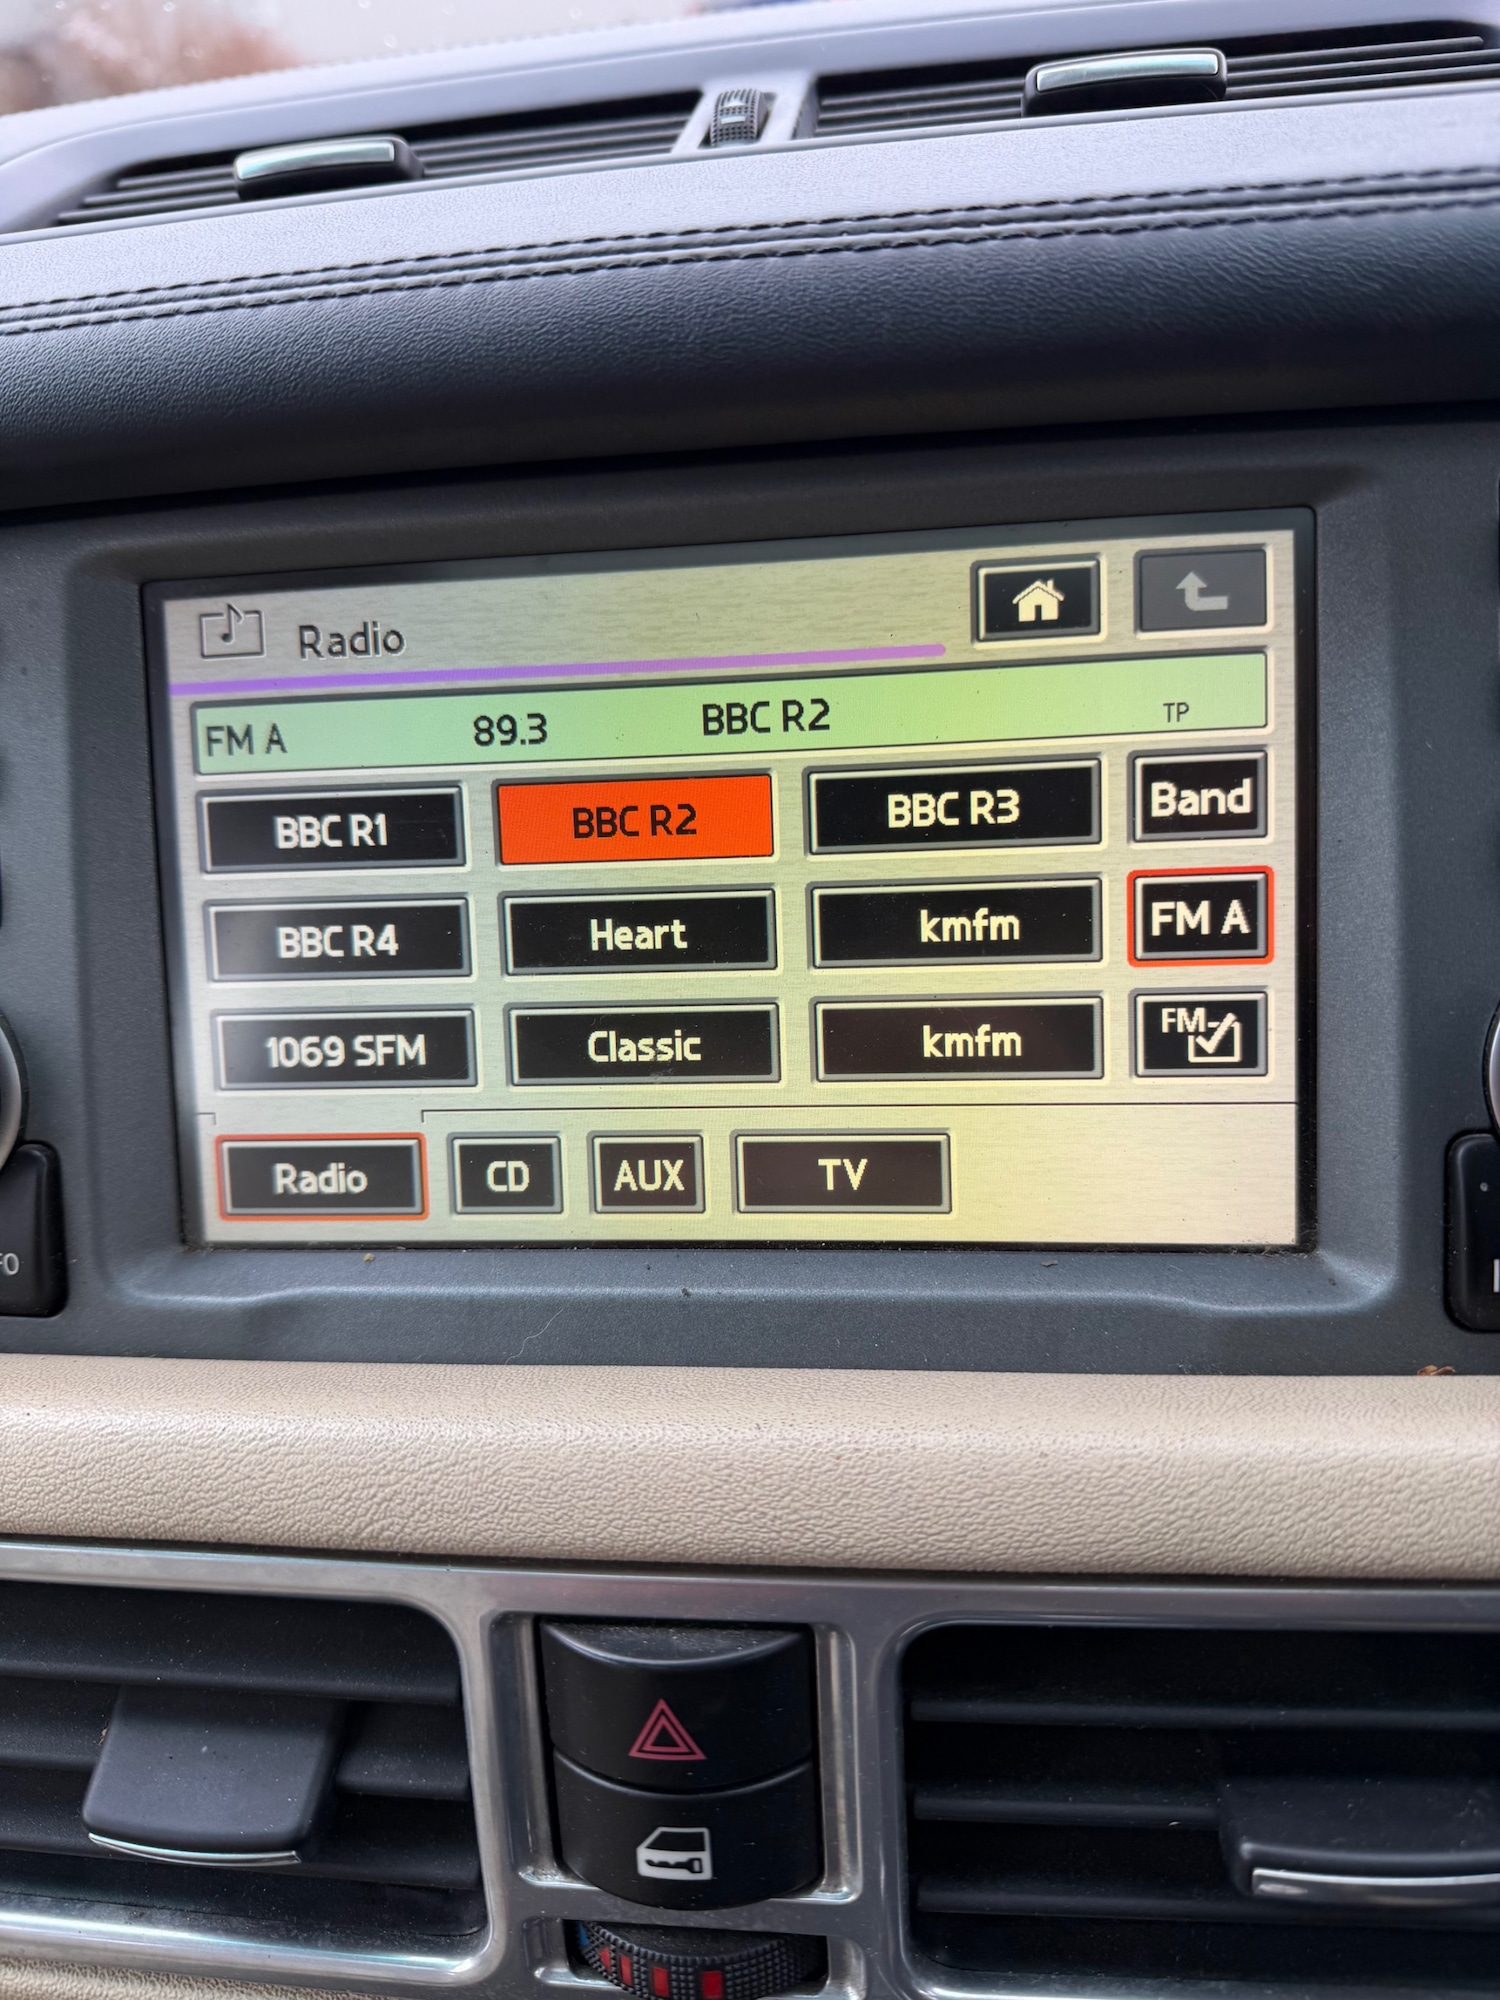 Radio
FM A 89.3 BBC R2 TP
BBC R1 BBC R2 BBC R3 Band
BBC R4 Heart kmfm FM A
1069 SFM Classic kmfm FM
Radio CD AUX TV